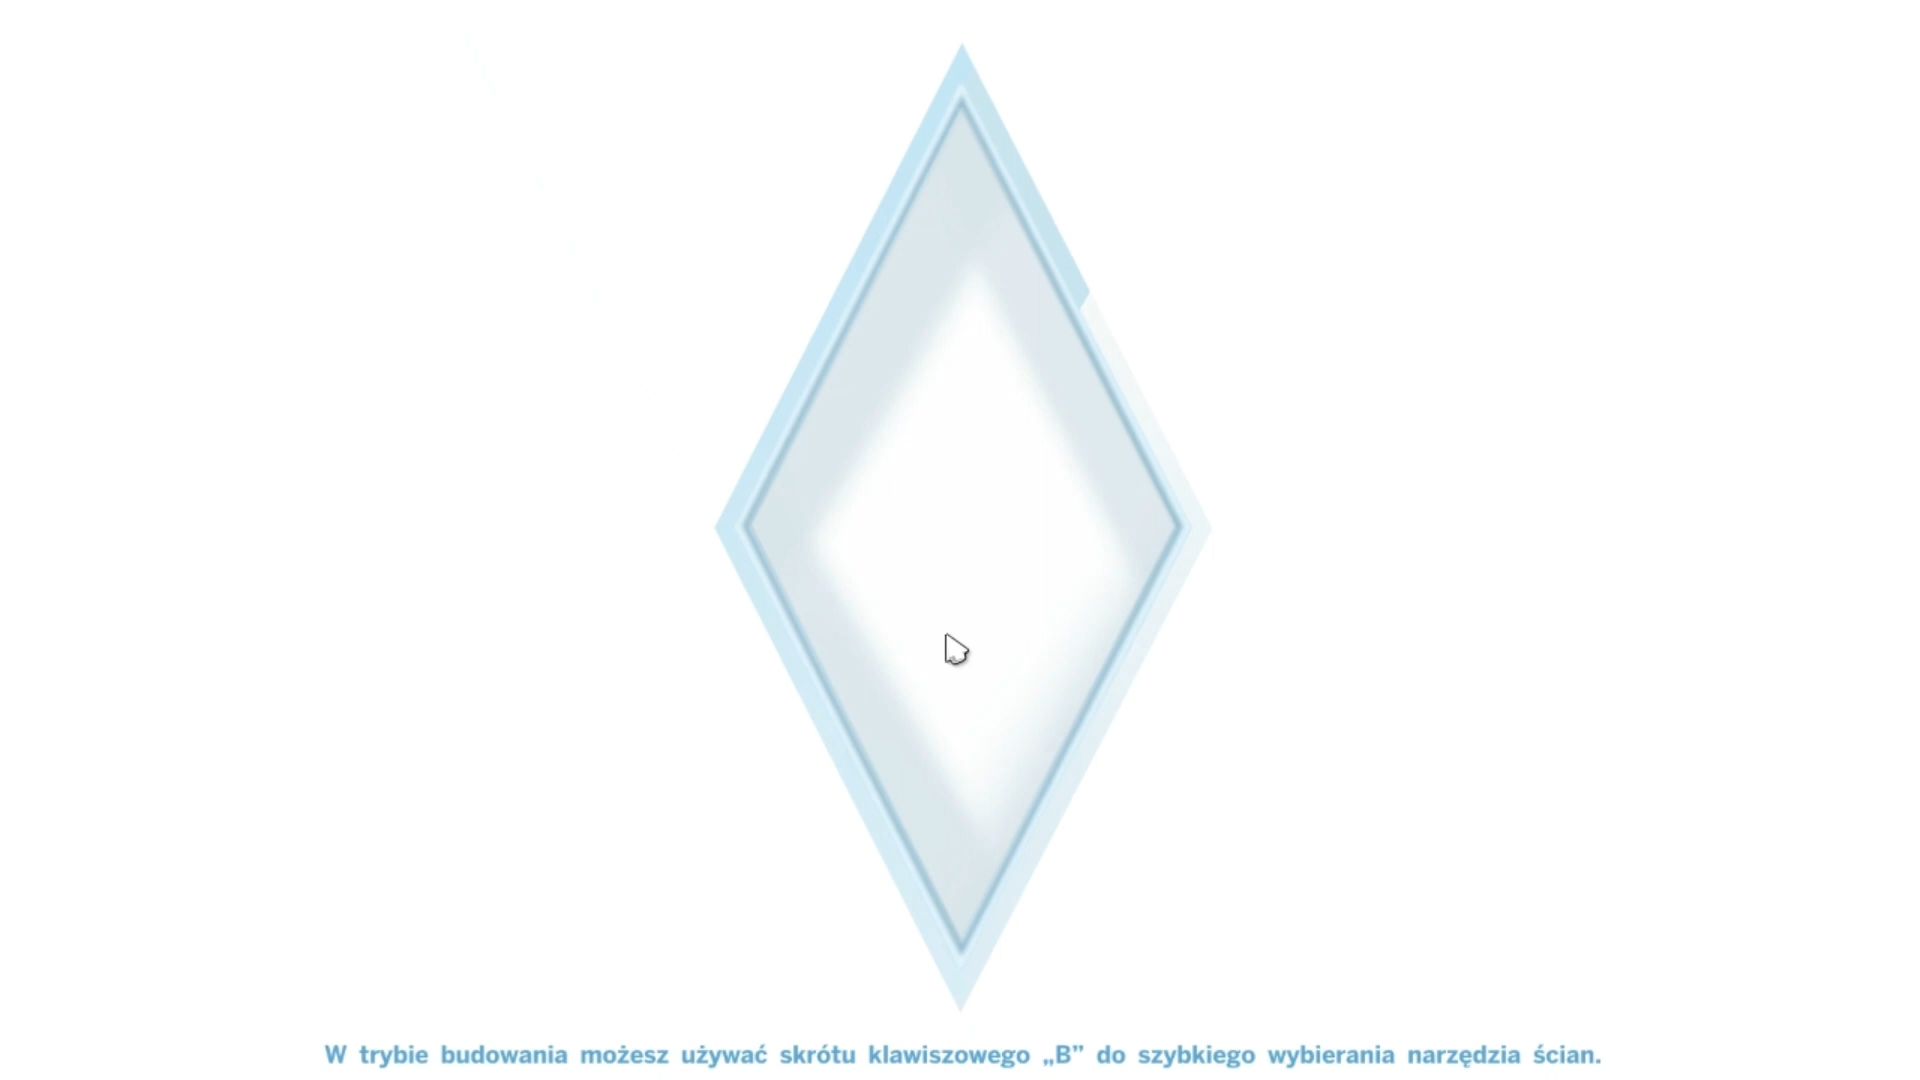 W trybie budowania możesz używać skrótu klawiszowego „B” do szybkiego wybierania narzędzia ścian.